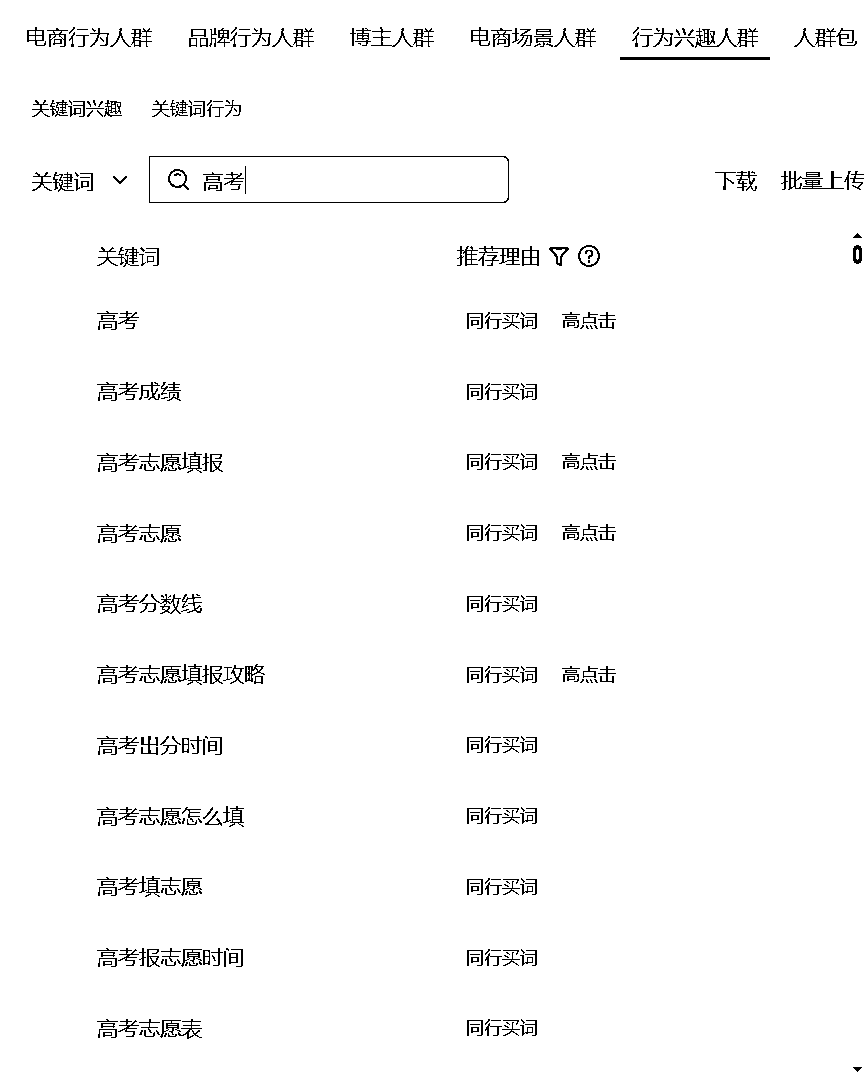 电商行为人群 品牌行为人群 博主人群 电商场景人群 行为兴趣人群 人群包
关键词兴趣 关键词行为
关键词 高考 下载 批量上传
关键词 推荐理由
高考 同行买词 高点击
高考成绩 同行买词
高考志愿填报 同行买词 高点击
高考志愿 同行买词 高点击
高考分数线 同行买词
高考志愿填报攻略 同行买词 高点击
高考出分时间 同行买词
高考志愿怎么填 同行买词
高考填志愿 同行买词
高考报志愿时间 同行买词
高考志愿表 同行买词